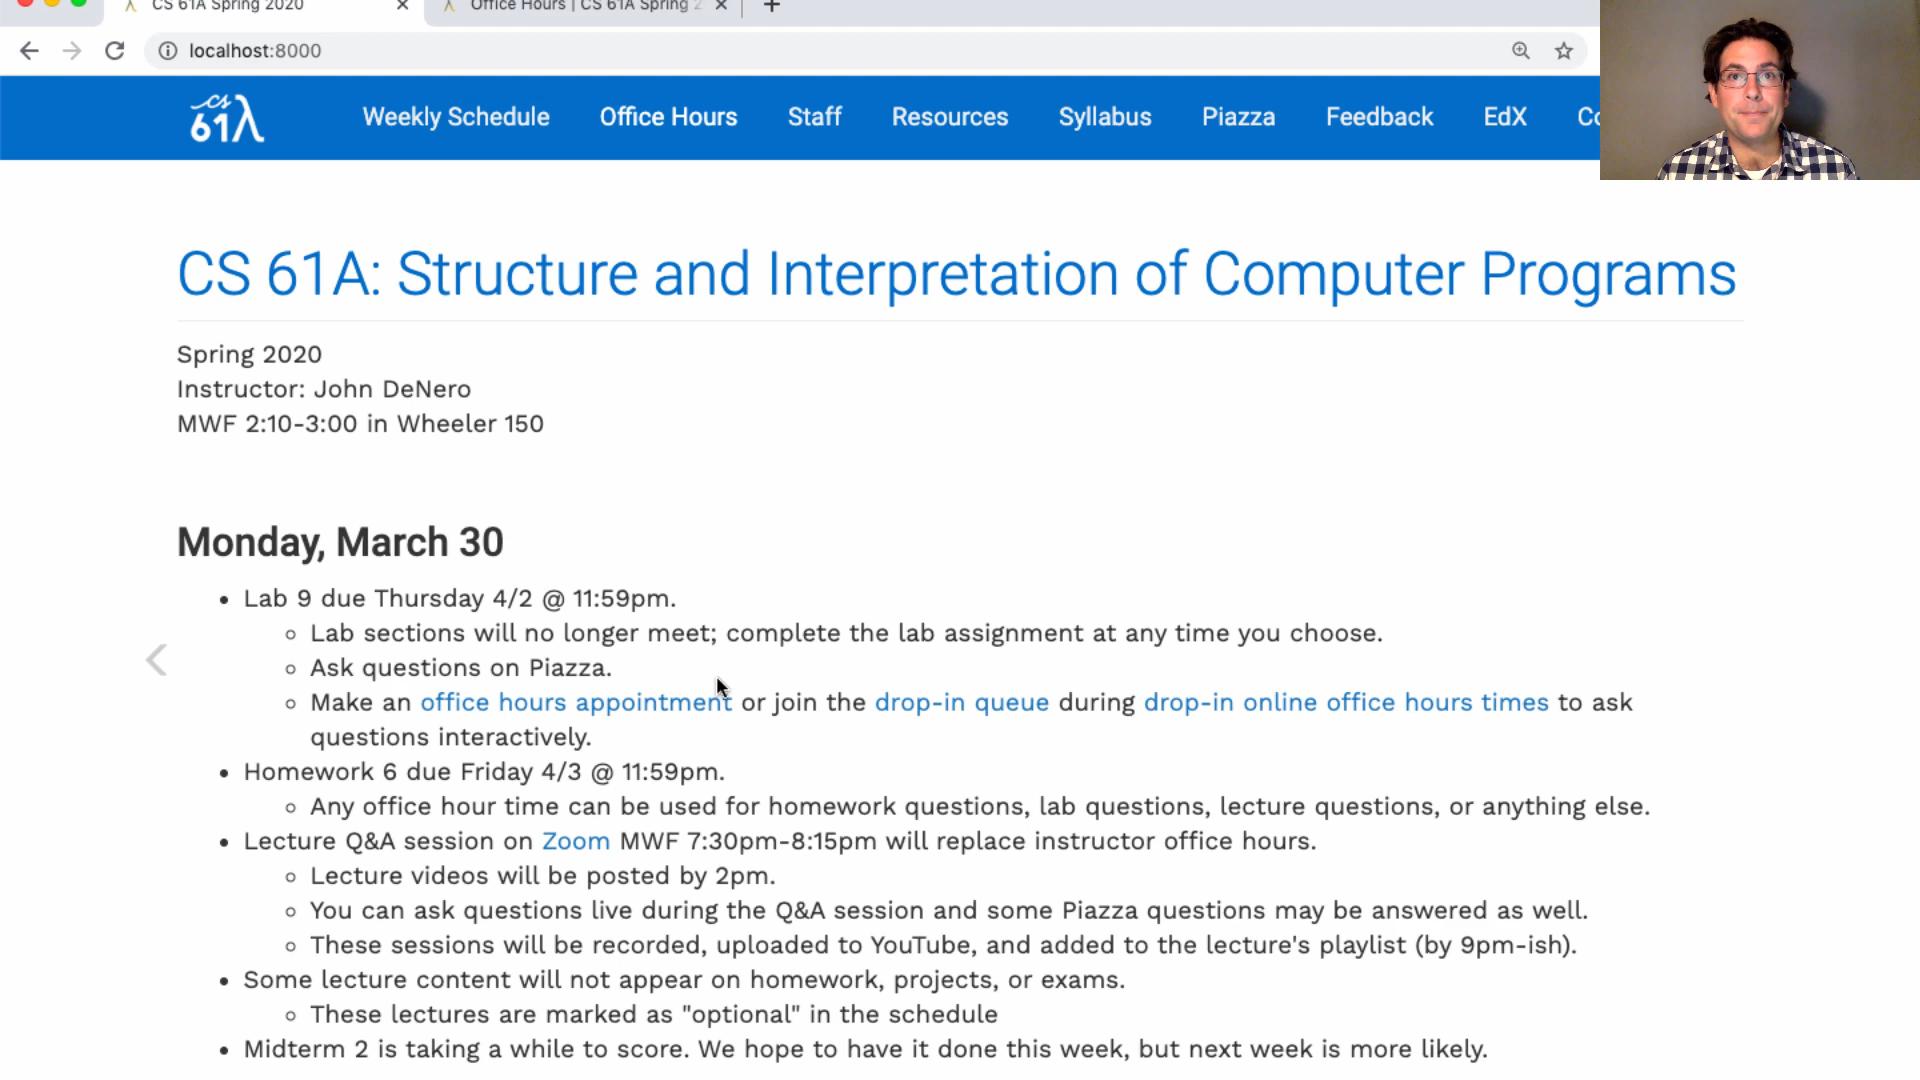 CS 61A Spring 2020
Office Hours | CS 61A Spring 2
localhost:8000
cs
61λ
Weekly Schedule
Office Hours
Staff
Resources
Syllabus
Piazza
Feedback
EdX
CS 61A: Structure and Interpretation of Computer Programs
Spring 2020
Instructor: John DeNero
MWF 2:10-3:00 in Wheeler 150
Monday, March 30
Lab 9 due Thursday 4/2 @ 11:59pm.
Lab sections will no longer meet; complete the lab assignment at any time you choose.
Ask questions on Piazza.
Make an office hours appointment or join the drop-in queue during drop-in online office hours times to ask
questions interactively.
Homework 6 due Friday 4/3 @ 11:59pm.
Any office hour time can be used for homework questions, lab questions, lecture questions, or anything else.
Lecture Q&A session on Zoom MWF 7:30pm-8:15pm will replace instructor office hours.
Lecture videos will be posted by 2pm.
You can ask questions live during the Q&A session and some Piazza questions may be answered as well.
These sessions will be recorded, uploaded to YouTube, and added to the lecture's playlist (by 9pm-ish).
Some lecture content will not appear on homework, projects, or exams.
These lectures are marked as "optional" in the schedule
Midterm 2 is taking a while to score. We hope to have it done this week, but next week is more likely.